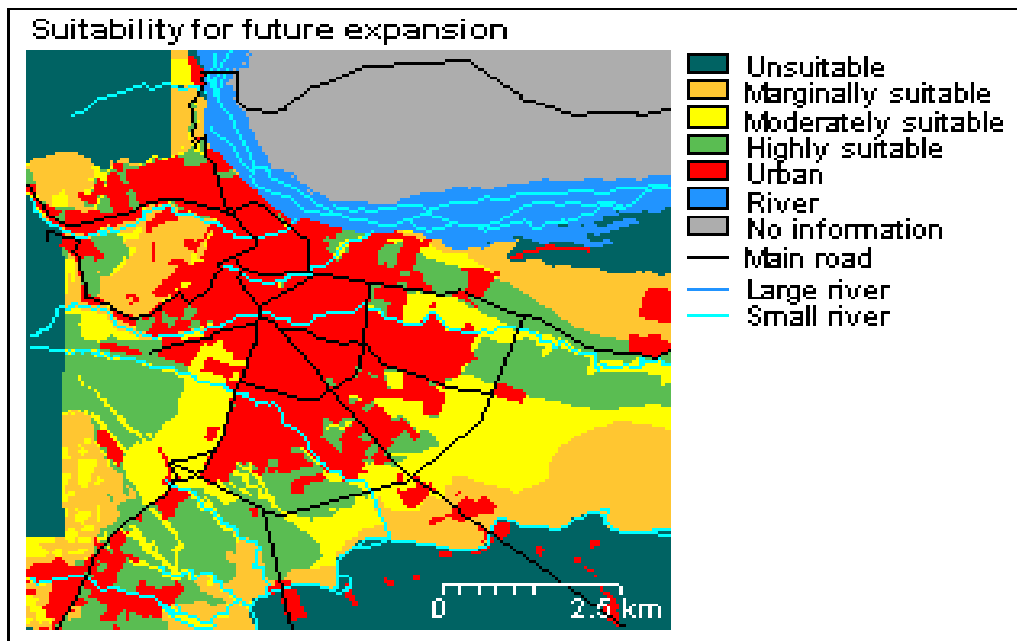 Suitability for future expansion
Unsuitable
Marginally suitable
Moderately suitable
Highly suitable
Urban
River
No information
Main road
Large river
Small river
0 2.5 km